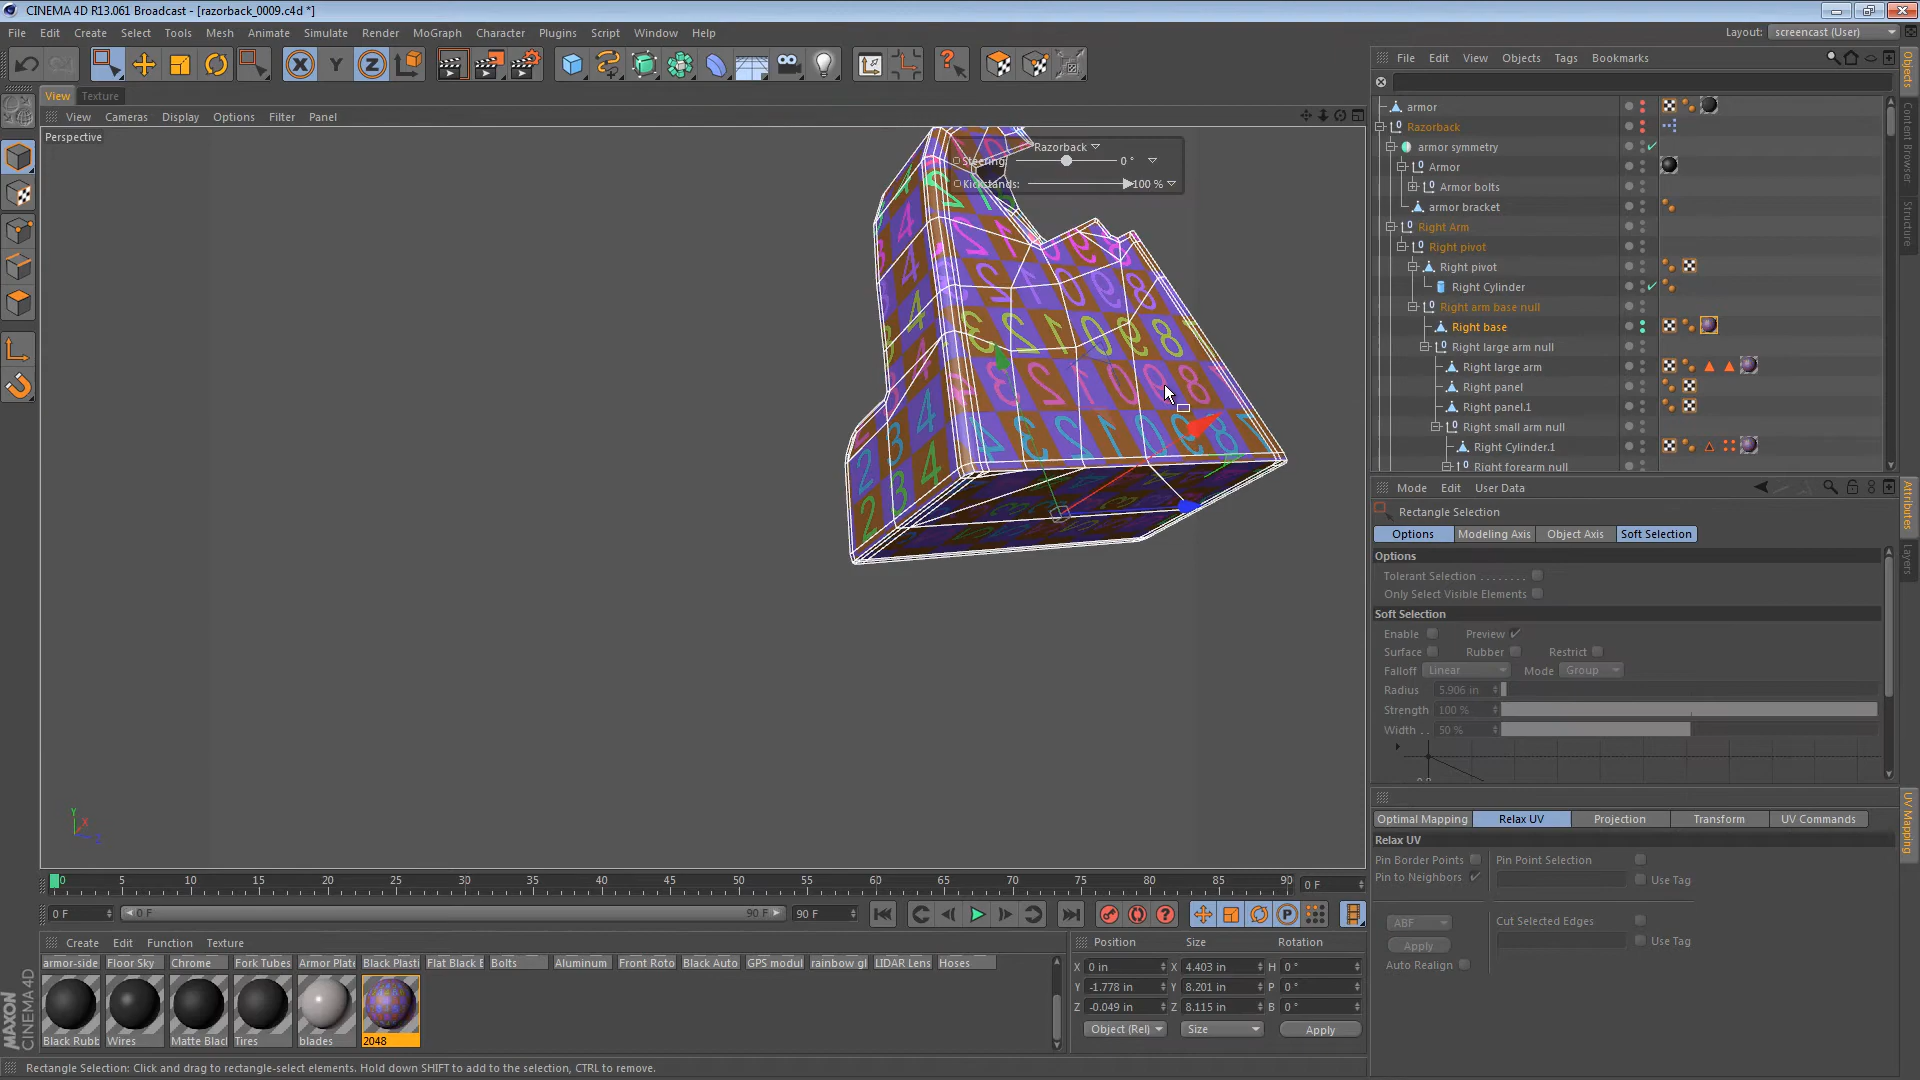 CINEMA 4D R13.061 Broadcast - [razorback_0009.c4d *]
File Edit Create Select Tools Mesh Animate Simulate Render MoGraph Character Plugins Script Window Help
Layout: screencast (User)
View Texture
View Cameras Display Options Filter Panel
Perspective
Razorback
Steering: 0 °
Kickstands: 100 %
File Edit View Objects Tags Bookmarks
armor
Razorback
armor symmetry
Armor
Armor bolts
armor bracket
Right Arm
Right pivot
Right pivot
Right Cylinder
Right arm base null
Right base
Right large arm null
Right large arm
Right panel
Right panel.1
Right small arm null
Right Cylinder.1
Right forearm null
Objects
Content Browser
Structure
Mode Edit User Data
Rectangle Selection
Options Modeling Axis Object Axis Soft Selection
Options
Tolerant Selection . . . . . . . .
Only Select Visible Elements
Soft Selection
Enable Preview
Surface Rubber Restrict
Falloff Linear Mode Group
Radius 5.906 in
Strength 100 %
Width . . 50 %
Attributes
Layers
Optimal Mapping Relax UV Projection Transform UV Commands
Relax UV
Pin Border Points Pin Point Selection
Pin to Neighbors Use Tag
ABF Cut Selected Edges
Apply Use Tag
Auto Realign
UV Mapping
0 5 10 15 20 25 30 35 40 45 50 55 60 65 70 75 80 85 90 0 F
0 F 0 F 90 F 90 F
Create Edit Function Texture
armor-side Floor Sky Chrome Fork Tubes Armor Plate Black Plasti Flat Black E Bolts Aluminum Front Roto Black Auto GPS modul rainbow gl LIDAR Lens Hoses
Black Rubb Wires Matte Blacl Tires blades 2048
Position Size Rotation
X 0 in X 4.403 in H 0 °
Y -1.778 in Y 8.201 in P 0 °
Z -0.049 in Z 8.115 in B 0 °
Object (Rel) Size Apply
MAXON CINEMA 4D
Rectangle Selection: Click and drag to rectangle-select elements. Hold down SHIFT to add to the selection, CTRL to remove.